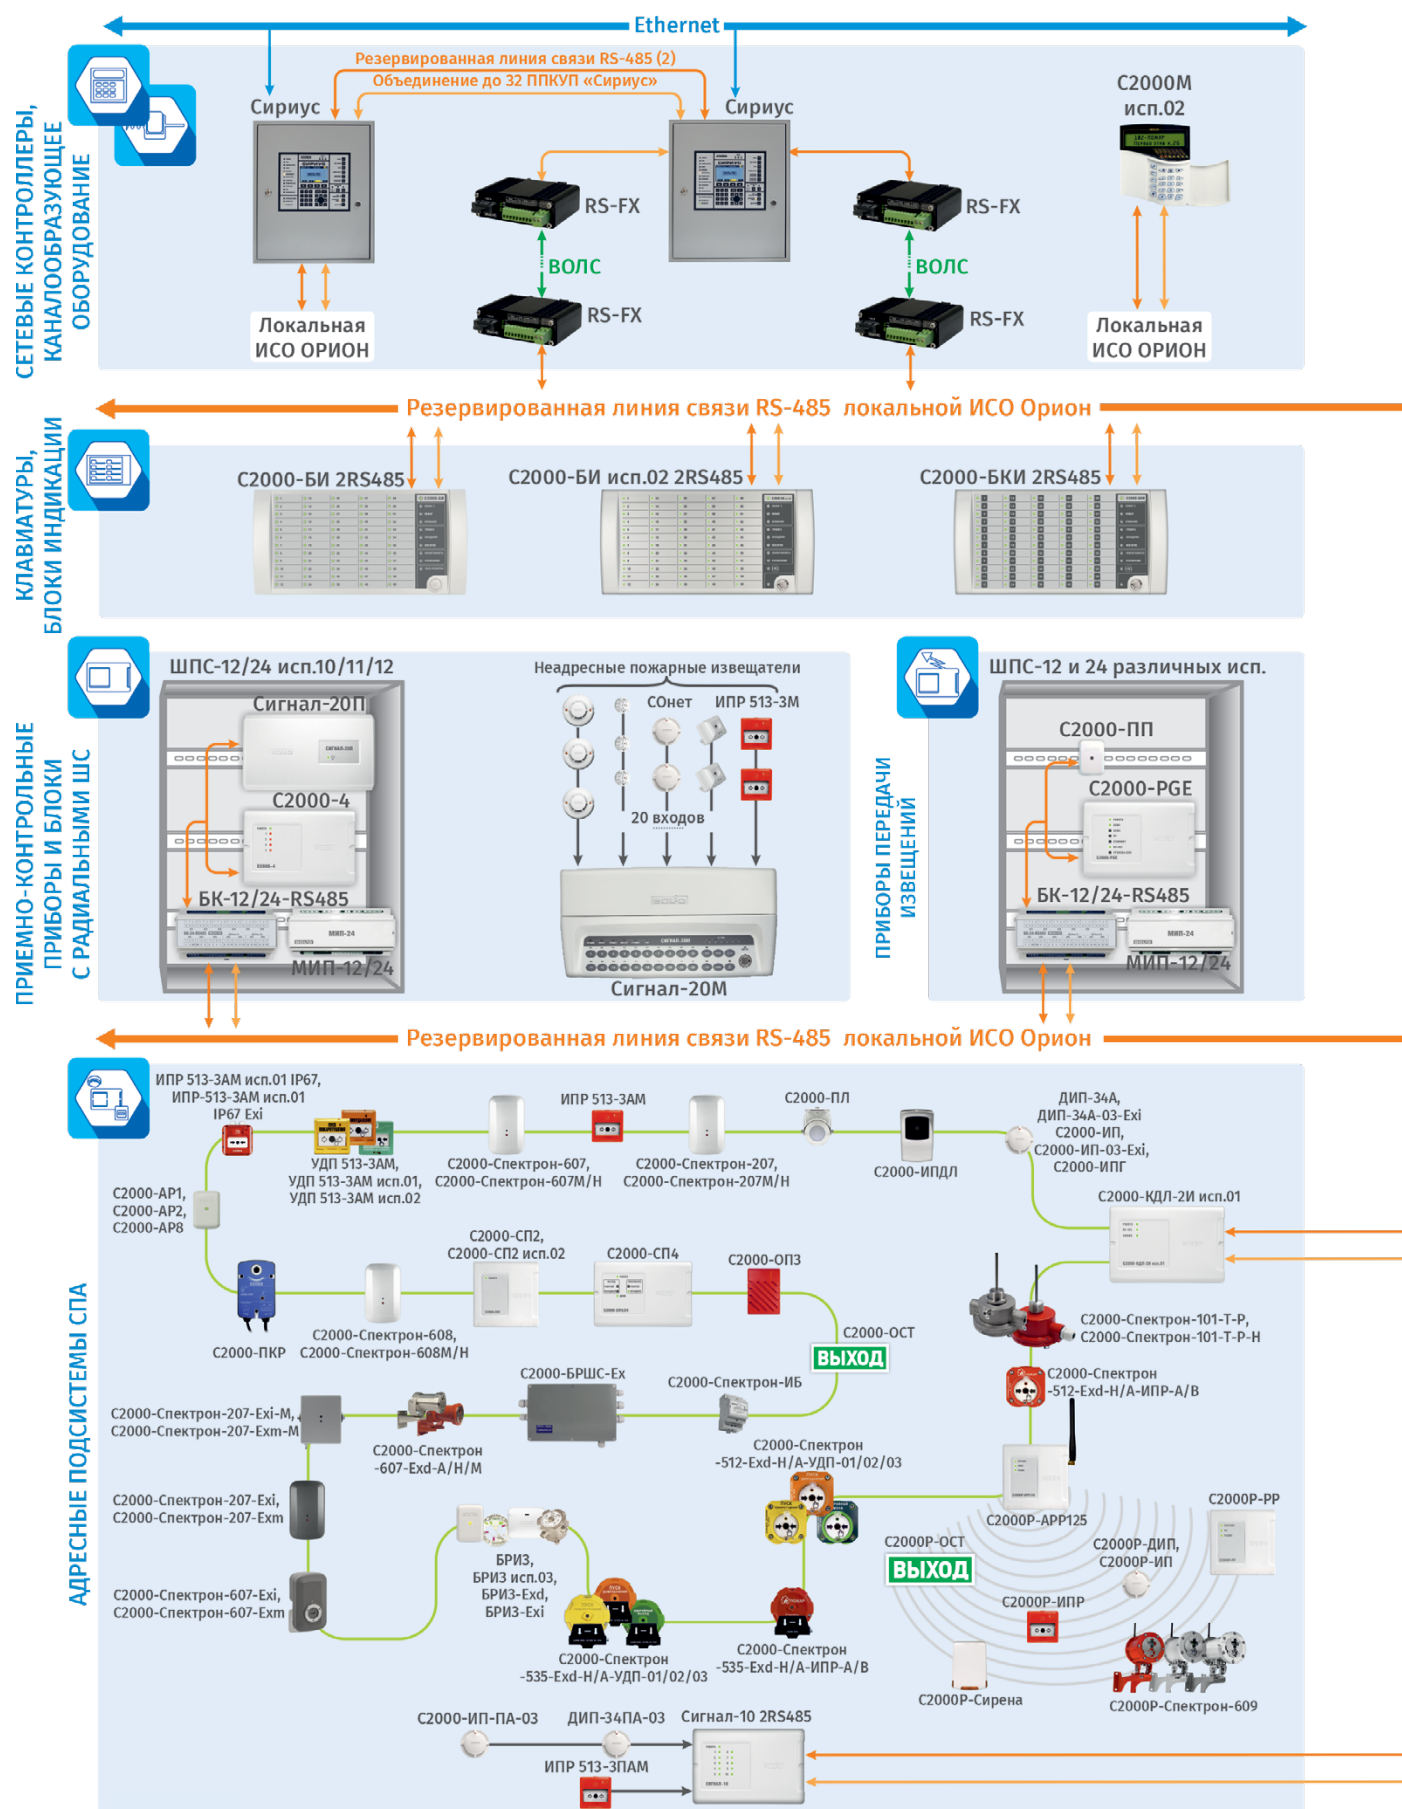 Ethernet
СЕТЕВЫЕ КОНТРОЛЛЕРЫ,
КАНАЛООБРАЗУЮЩЕЕ
ОБОРУДОВАНИЕ
Резервированная линия связи RS-485 (2)
Объединение до 32 ППКУП «Сириус»
Сириус
Сириус
С2000М
исп.02
RS-FX
RS-FX
ВОЛС
ВОЛС
RS-FX
RS-FX
Локальная
ИСО ОРИОН
Локальная
ИСО ОРИОН
Резервированная линия связи RS-485 локальной ИСО Орион
КЛАВИАТУРЫ,
БЛОКИ ИНДИКАЦИИ
С2000-БИ 2RS485
С2000-БИ исп.02 2RS485
С2000-БКИ 2RS485
ПРИЕМНО-КОНТРОЛЬНЫЕ
ПРИБОРЫ И БЛОКИ
С РАДИАЛЬНЫМИ ШС
ШПС-12/24 исп.10/11/12
Сигнал-20П
С2000-4
БК-12/24-RS485
МИП-24
МИП-12/24
Неадресные пожарные извещатели
СОнет
ИПР 513-3М
20 входов
Сигнал-20М
ПРИБОРЫ ПЕРЕДАЧИ
ИЗВЕЩЕНИЙ
ШПС-12 и 24 различных исп.
С2000-ПП
С2000-PGE
БК-12/24-RS485
МИП-24
МИП-12/24
Резервированная линия связи RS-485 локальной ИСО Орион
АДРЕСНЫЕ ПОДСИСТЕМЫ СПА
ИПР 513-3АМ исп.01 IP67,
ИПР-513-3АМ исп.01
IP67 Exi
УДП 513-3АМ,
УДП 513-3АМ исп.01,
УДП 513-3АМ исп.02
С2000-Спектрон-607,
С2000-Спектрон-607М/Н
ИПР 513-3АМ
С2000-Спектрон-207,
С2000-Спектрон-207М/Н
С2000-ПЛ
С2000-ИПДЛ
ДИП-34А,
ДИП-34А-03-Exi
С2000-ИП,
С2000-ИП-03-Exi,
С2000-ИПГ
С2000-АР1,
С2000-АР2,
С2000-АР8
С2000-КДЛ-2И исп.01
С2000-ПКР
С2000-Спектрон-608,
С2000-Спектрон-608М/Н
С2000-СП2,
С2000-СП2 исп.02
С2000-СП4
С2000-ОПЗ
С2000-ОСТ
ВЫХОД
С2000-Спектрон-101-Т-Р,
С2000-Спектрон-101-Т-Р-Н
С2000-Спектрон
-512-Exd-Н/А-ИПР-А/В
С2000-Спектрон-207-Exi-М,
С2000-Спектрон-207-Exm-М
С2000-Спектрон
-607-Exd-А/Н/М
С2000-БРШС-Ex
С2000-Спектрон-ИБ
С2000-Спектрон
-512-Exd-Н/А-УДП-01/02/03
С2000-Спектрон-207-Exi,
С2000-Спектрон-207-Exm
С2000-Спектрон-607-Exi,
С2000-Спектрон-607-Exm
БРИЗ,
БРИЗ исп.03,
БРИЗ-Exd,
БРИЗ-Exi
С2000-Спектрон
-535-Exd-Н/А-УДП-01/02/03
С2000-Спектрон
-535-Exd-Н/А-ИПР-А/В
С2000Р-АРР125
С2000Р-РР
С2000Р-ОСТ
ВЫХОД
С2000Р-ДИП,
С2000Р-ИП
С2000Р-ИПР
С2000Р-Сирена
С2000Р-Спектрон-609
С2000-ИП-ПА-03
ДИП-34ПА-03
Сигнал-10 2RS485
ИПР 513-3ПАМ